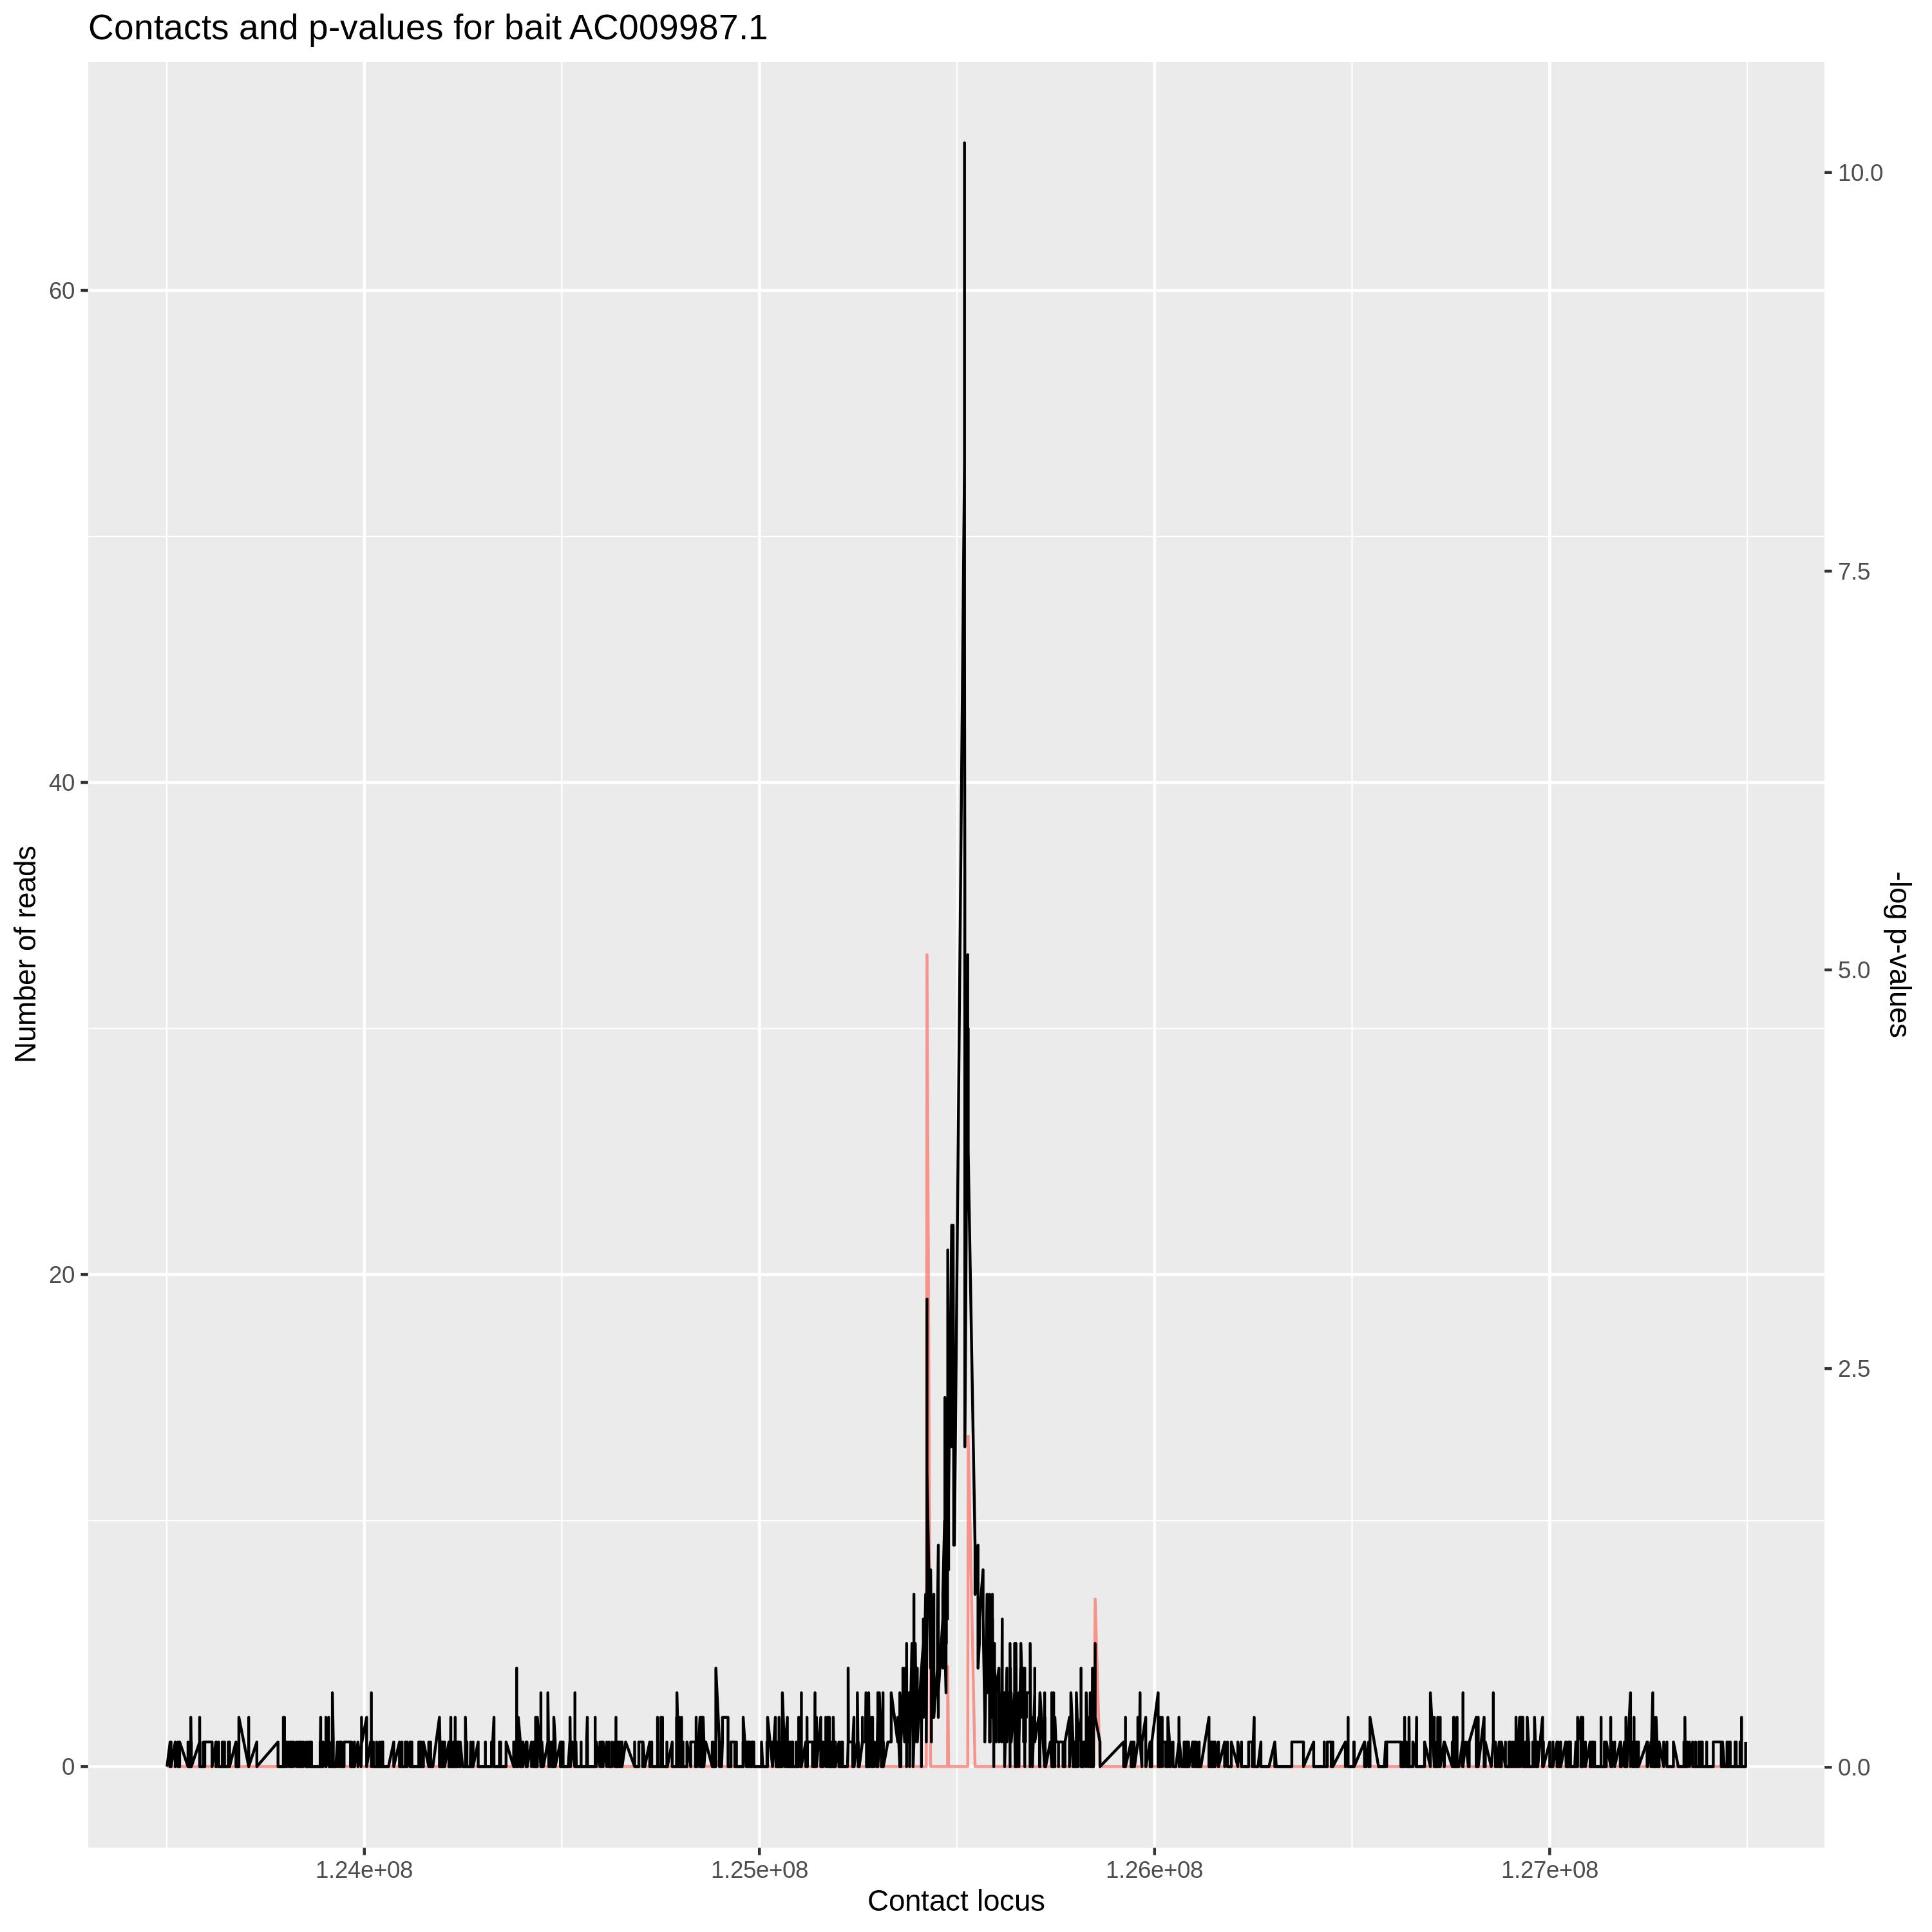 Contacts and p-values for bait AC009987.1
60
40
20
0
Number of reads
10.0
7.5
5.0
2.5
0.0
-log p-values
1.24e+08
1.25e+08
1.26e+08
1.27e+08
Contact locus